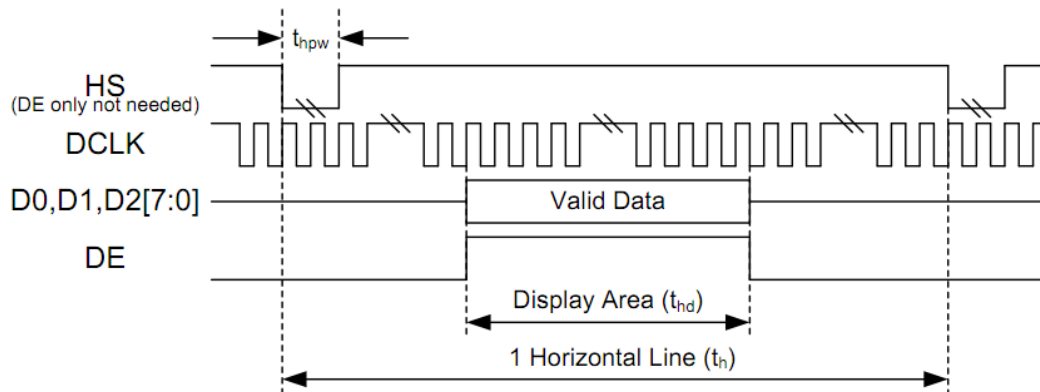 thpw
HS
(DE only not needed)
DCLK
D0,D1,D2[7:0]
Valid Data
DE
Display Area (thd)
1 Horizontal Line (th)